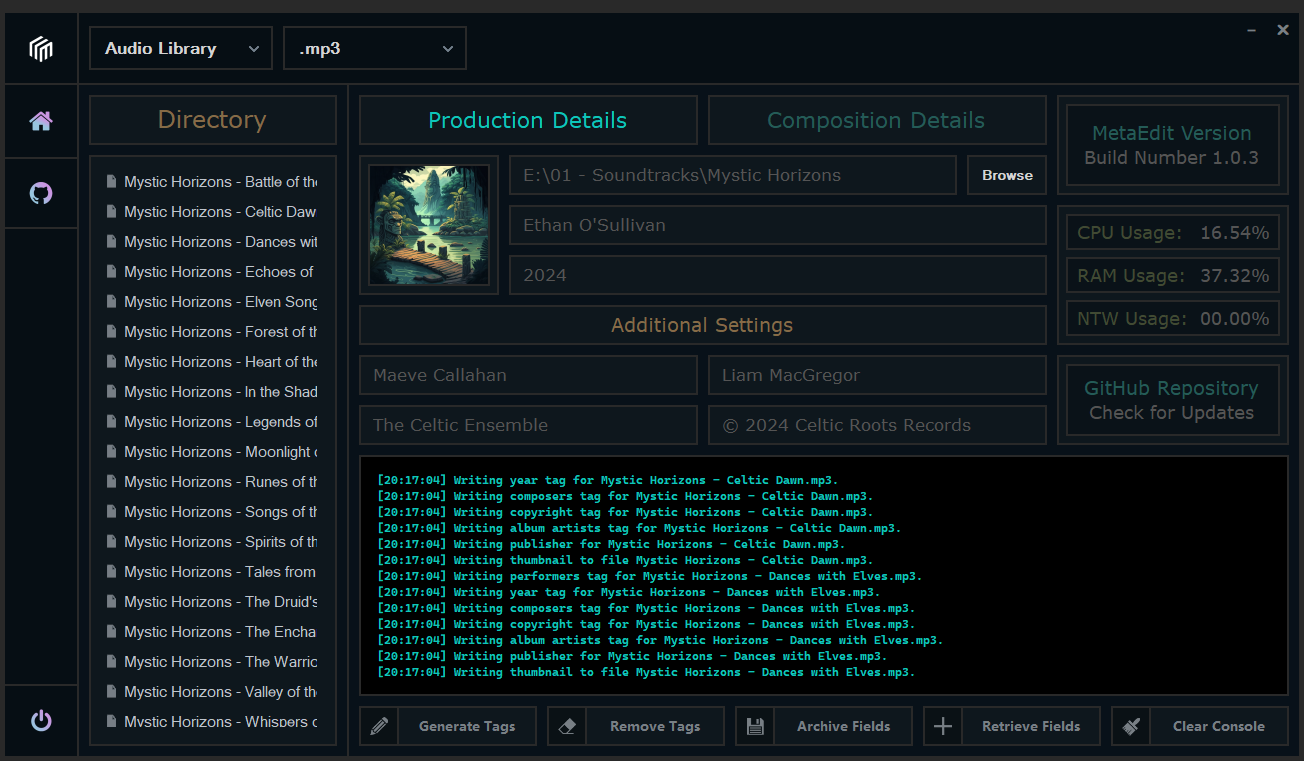 Audio Library
.mp3
Directory
Mystic Horizons - Battle of the
Mystic Horizons - Celtic Daw
Mystic Horizons - Dances wit
Mystic Horizons - Echoes of
Mystic Horizons - Elven Song
Mystic Horizons - Forest of th
Mystic Horizons - Heart of the
Mystic Horizons - In the Shad
Mystic Horizons - Legends of
Mystic Horizons - Moonlight o
Mystic Horizons - Runes of th
Mystic Horizons - Songs of th
Mystic Horizons - Spirits of th
Mystic Horizons - Tales from
Mystic Horizons - The Druid's
Mystic Horizons - The Encha
Mystic Horizons - The Warrio
Mystic Horizons - Valley of the
Mystic Horizons - Whispers o
Production Details
Composition Details
E:\01 - Soundtracks\Mystic Horizons
Browse
Ethan O'Sullivan
2024
Additional Settings
Maeve Callahan
Liam MacGregor
The Celtic Ensemble
© 2024 Celtic Roots Records
MetaEdit Version
Build Number 1.0.3
CPU Usage: 16.54%
RAM Usage: 37.32%
NTW Usage: 00.00%
GitHub Repository
Check for Updates
[20:17:04] Writing year tag for Mystic Horizons - Celtic Dawn.mp3.
[20:17:04] Writing composers tag for Mystic Horizons - Celtic Dawn.mp3.
[20:17:04] Writing copyright tag for Mystic Horizons - Celtic Dawn.mp3.
[20:17:04] Writing album artists tag for Mystic Horizons - Celtic Dawn.mp3.
[20:17:04] Writing publisher for Mystic Horizons - Celtic Dawn.mp3.
[20:17:04] Writing thumbnail to file Mystic Horizons - Celtic Dawn.mp3.
[20:17:04] Writing performers tag for Mystic Horizons - Dances with Elves.mp3.
[20:17:04] Writing year tag for Mystic Horizons - Dances with Elves.mp3.
[20:17:04] Writing composers tag for Mystic Horizons - Dances with Elves.mp3.
[20:17:04] Writing copyright tag for Mystic Horizons - Dances with Elves.mp3.
[20:17:04] Writing album artists tag for Mystic Horizons - Dances with Elves.mp3.
[20:17:04] Writing publisher for Mystic Horizons - Dances with Elves.mp3.
[20:17:04] Writing thumbnail to file Mystic Horizons - Dances with Elves.mp3.
Generate Tags
Remove Tags
Archive Fields
Retrieve Fields
Clear Console